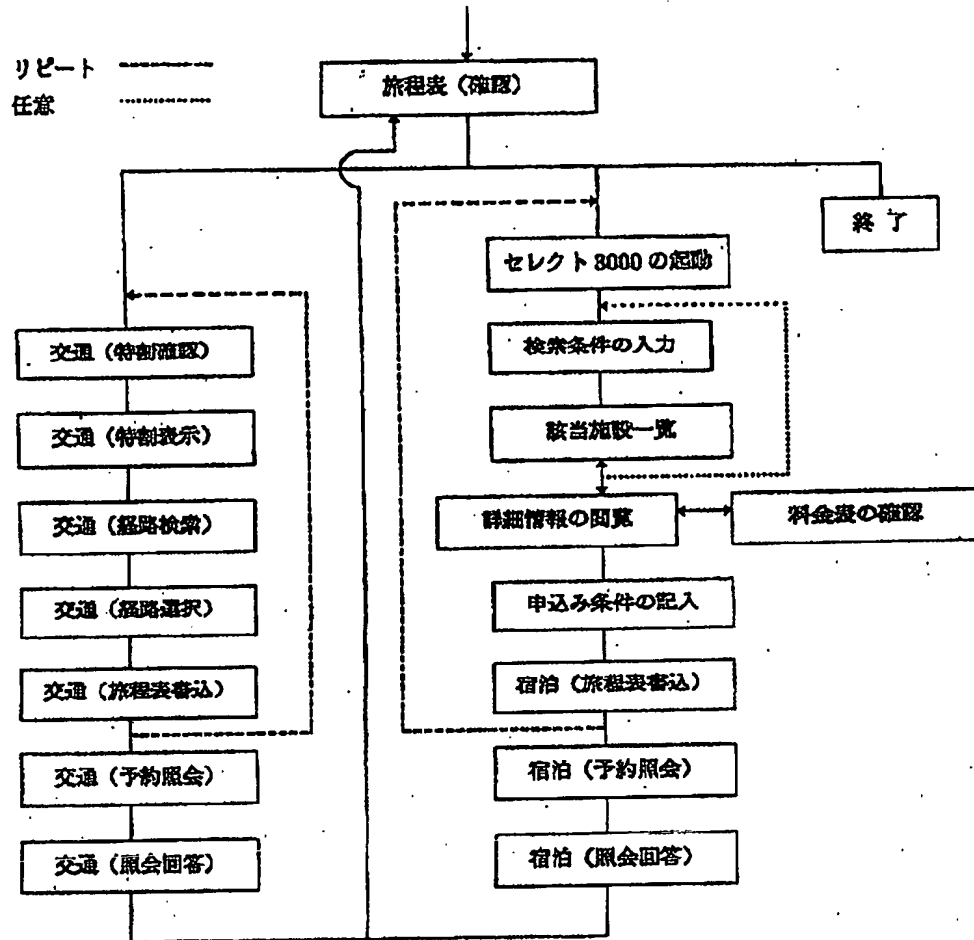 リピート
任意
旅程表（確認）
終 了
セレクト 8000 の起動
検索条件の入力
該当施設一覧
詳細情報の閲覧
料金表の確認
申込み条件の記入
宿泊（旅程表書込）
宿泊（予約照会）
宿泊（照会回答）
交通（特割確認）
交通（特割表示）
交通（経路検索）
交通（経路選択）
交通（旅程表書込）
交通（予約照会）
交通（照会回答）